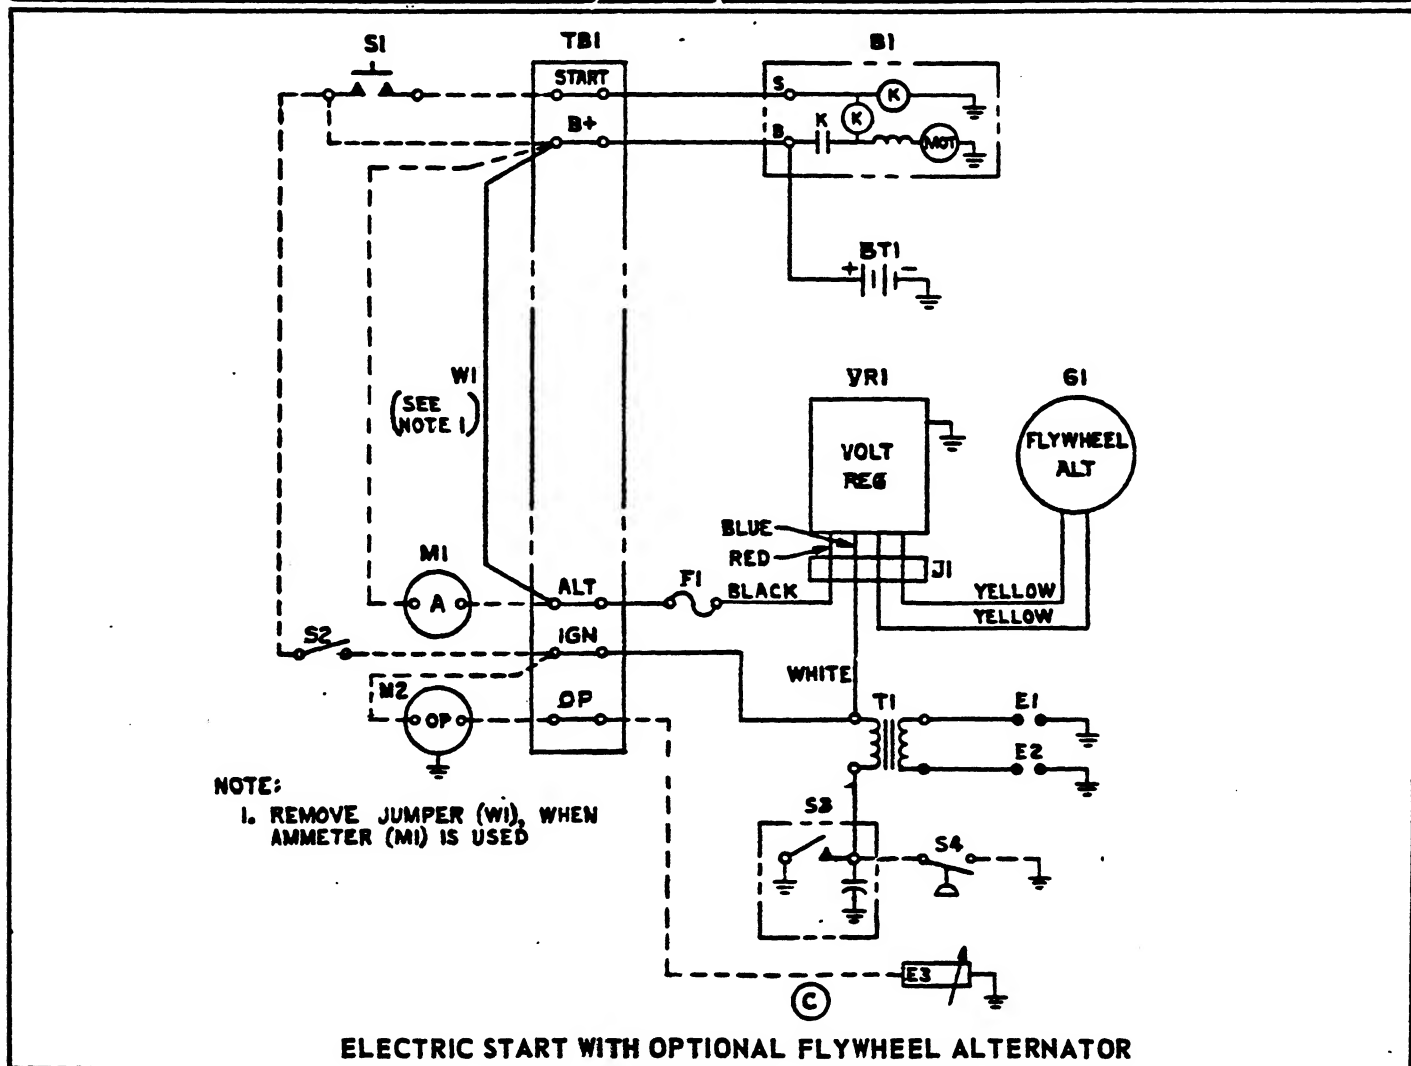 S1
TB1
B1
START
S
K
B+
B
K
K
MOT
BT1
+
-
W1
(SEE
NOTE 1)
VR1
G1
VOLT
REG
FLYWHEEL
ALT
BLUE
RED
J1
M1
A
ALT
F1
BLACK
YELLOW
YELLOW
S2
IGN
WHITE
M2
OP
OP
T1
E1
E2
NOTE:
1. REMOVE JUMPER (W1), WHEN
AMMETER (M1) IS USED
S3
S4
E3
C
ELECTRIC START WITH OPTIONAL FLYWHEEL ALTERNATOR